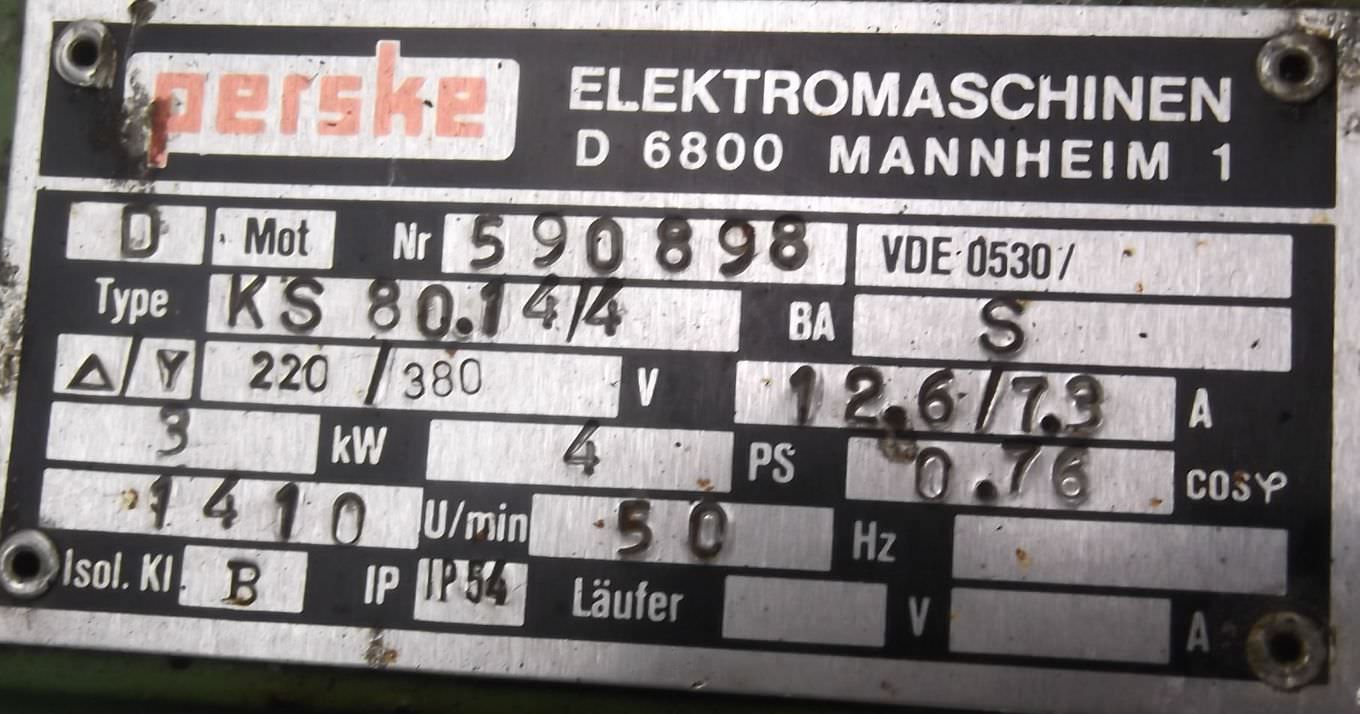 perske ELEKTROMASCHINEN
D 6800 MANNHEIM 1
D Mot Nr 590898 VDE 0530/
Type KS 80.14/4 BA S
Δ/Y 220/380 V 12.6/7.3 A
3 kW 4 PS 0.76 cosφ
1410 U/min 50 Hz
Isol. Kl. B IP IP54 Läufer V A